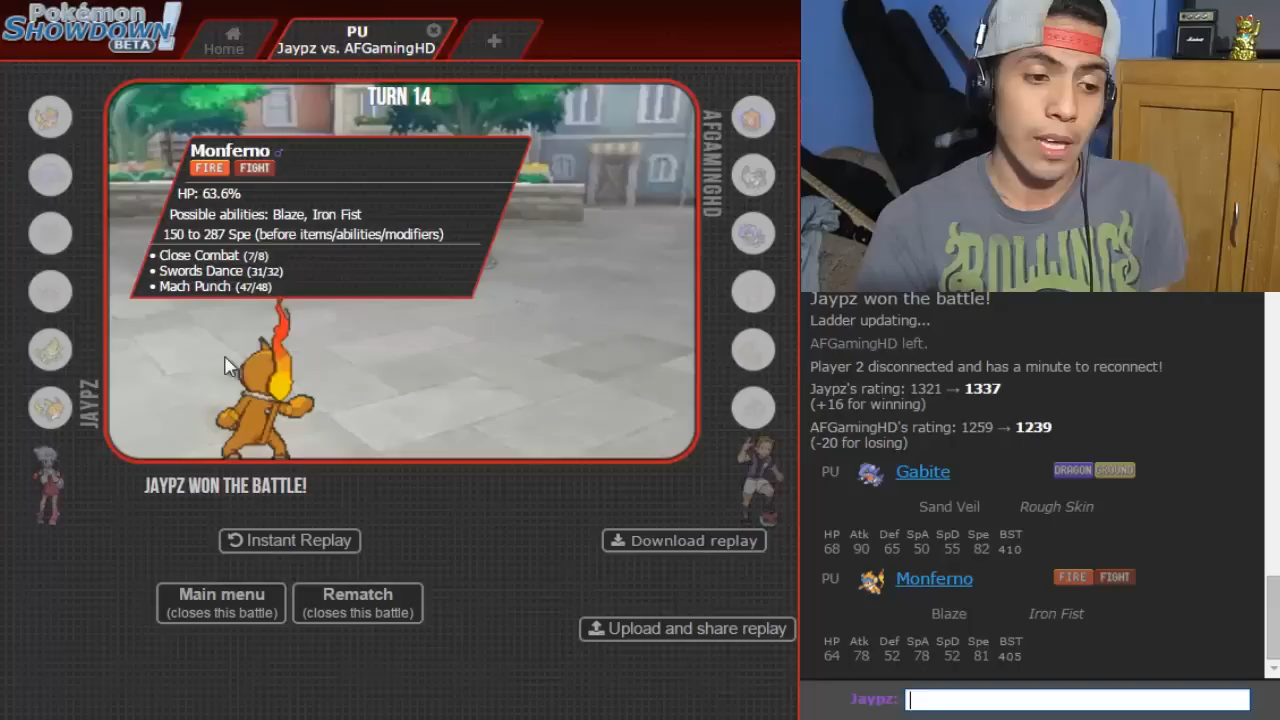 Pokémon
SHOWDOWN!
BETA
Home
PU
Jaypz vs. AFGamingHD
TURN 14
Monferno ♂
FIRE FIGHT
HP: 63.6%
Possible abilities: Blaze, Iron Fist
150 to 287 Spe (before items/abilities/modifiers)
• Close Combat (7/8)
• Swords Dance (31/32)
• Mach Punch (47/48)
JAYPZ
AFGAMINGHD
JAYPZ WON THE BATTLE!
Instant Replay
Download replay
Main menu
(closes this battle)
Rematch
(closes this battle)
Upload and share replay
Marshall
ROLLING
Jaypz won the battle!
Ladder updating...
AFGamingHD left.
Player 2 disconnected and has a minute to reconnect!
Jaypz's rating: 1321 → 1337
(+16 for winning)
AFGamingHD's rating: 1259 → 1239
(-20 for losing)
PU Gabite DRAGON GROUND
Sand Veil Rough Skin
HP Atk Def SpA SpD Spe BST
68 90 65 50 55 82 410
PU Monferno FIRE FIGHT
Blaze Iron Fist
HP Atk Def SpA SpD Spe BST
64 78 52 78 52 81 405
Jaypz: